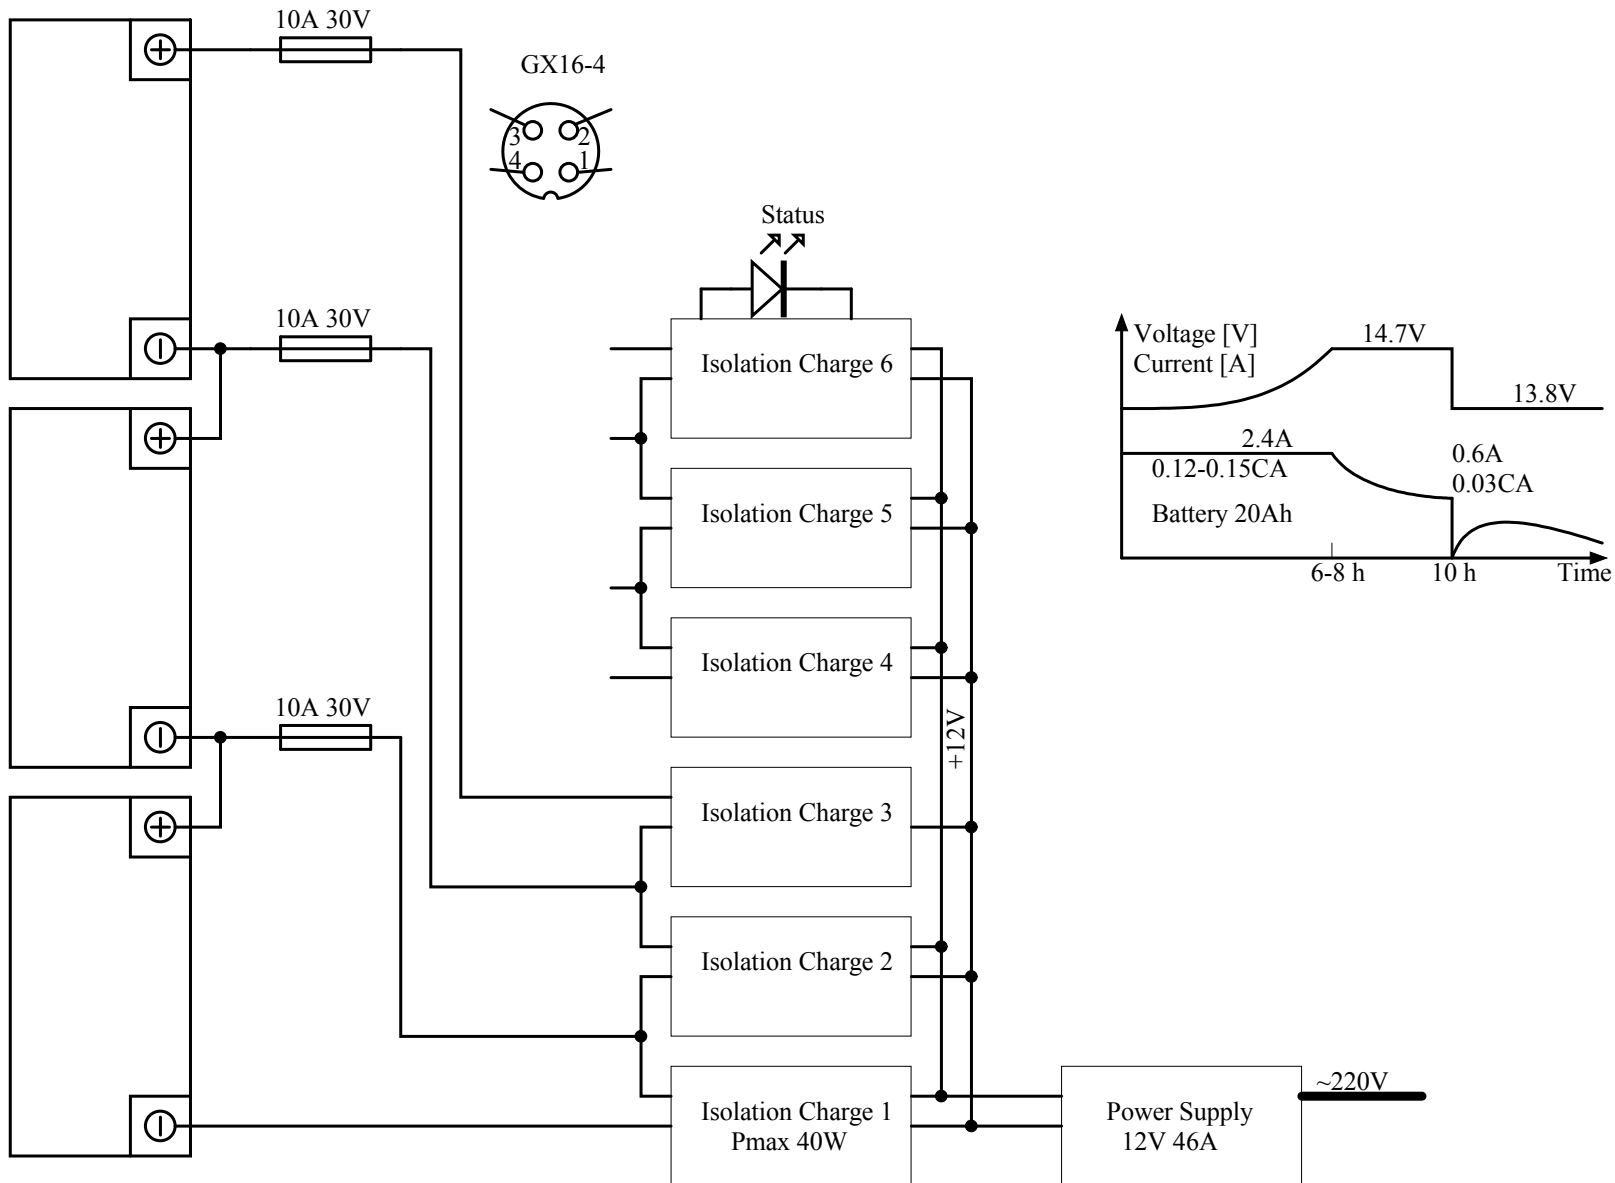 10A 30V
GX16-4
3
2
4
1
Status
10A 30V
Isolation Charge 6
Voltage [V]
Current [A]
14.7V
13.8V
2.4A
0.12-0.15CA
0.6A
0.03CA
Battery 20Ah
6-8 h
10 h
Time
Isolation Charge 5
Isolation Charge 4
10A 30V
+12V
Isolation Charge 3
Isolation Charge 2
Isolation Charge 1
Pmax 40W
Power Supply
12V 46A
~220V